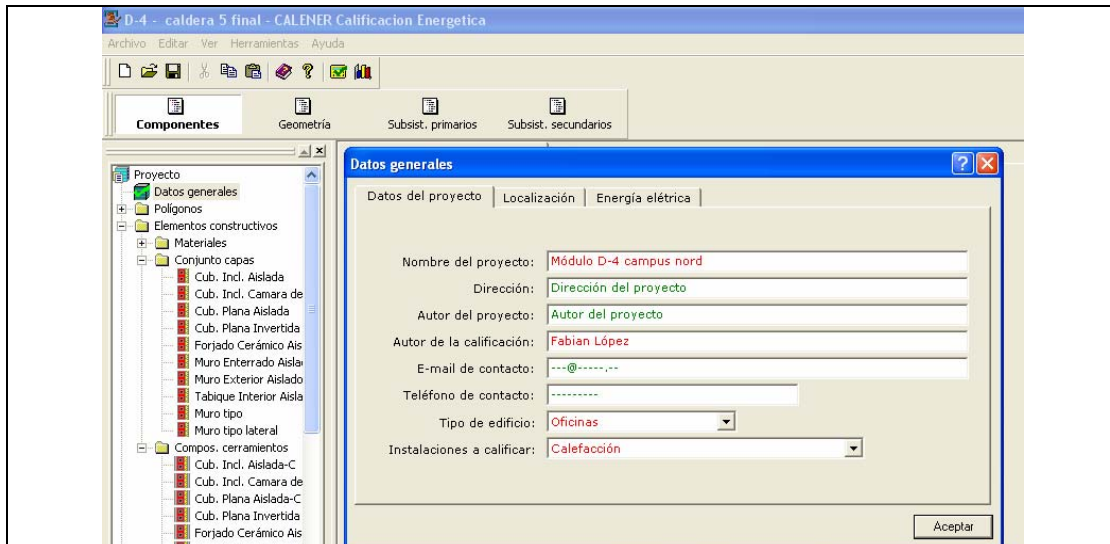 D-4 - caldera 5 final - CALENER Calificacion Energetica
Archivo Editar Ver Herramientas Ayuda
Componentes Geometría Subsist. primarios Subsist. secundarios
Proyecto
Datos generales
Polígonos
Elementos constructivos
Materiales
Conjunto capas
Cub. Incl. Aislada
Cub. Incl. Camara de
Cub. Plana Aislada
Cub. Plana Invertida
Forjado Cerámico Ais
Muro Enterrado Aisla
Muro Exterior Aislado
Tabique Interior Aisla
Muro tipo
Muro tipo lateral
Compos. cerramientos
Cub. Incl. Aislada-C
Cub. Incl. Camara de
Cub. Plana Aislada-C
Cub. Plana Invertida
Forjado Cerámico Ais
Datos generales
Datos del proyecto Localización Energía elétrica
Nombre del proyecto: Módulo D-4 campus nord
Dirección: Dirección del proyecto
Autor del proyecto: Autor del proyecto
Autor de la calificación: Fabian López
E-mail de contacto: ---@-----.--
Teléfono de contacto: ---------
Tipo de edificio: Oficinas
Instalaciones a calificar: Calefacción
Aceptar